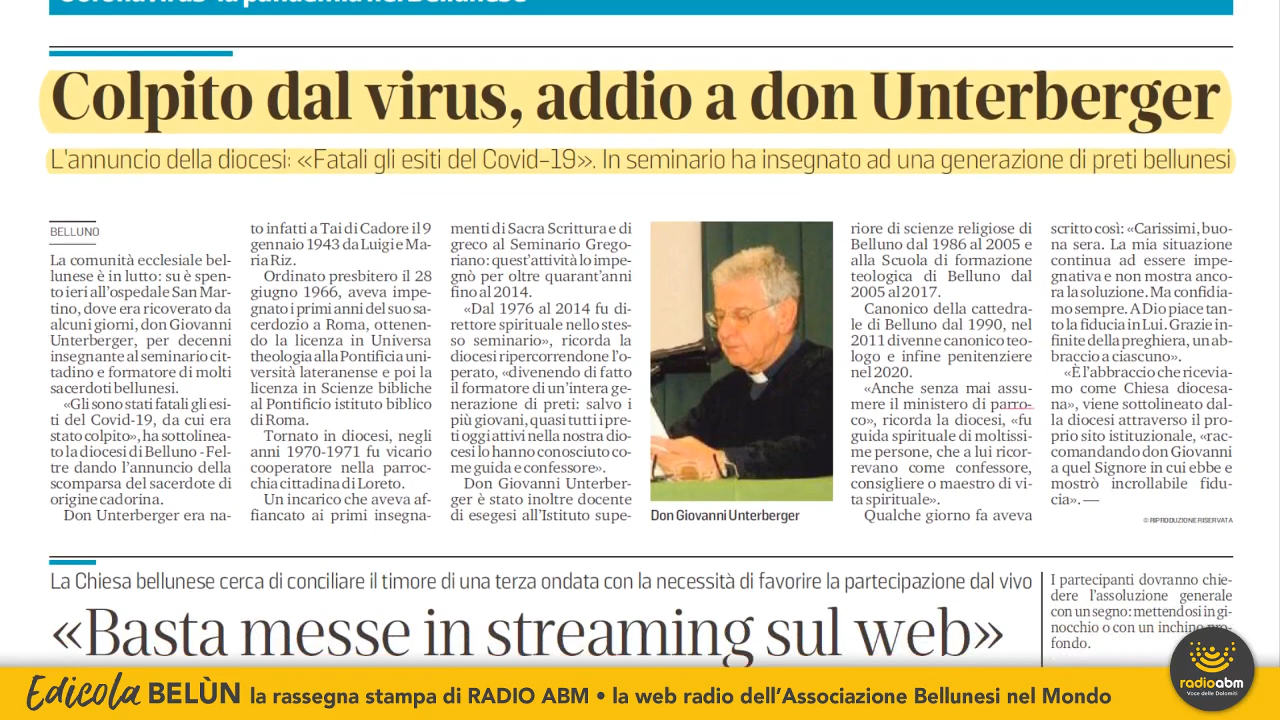 Coronavirus la pandemia nel Bellunese
Colpito dal virus, addio a don Unterberger
L'annuncio della diocesi: «Fatali gli esiti del Covid-19». In seminario ha insegnato ad una generazione di preti bellunesi
BELLUNO
La comunità ecclesiale bel-
lunese è in lutto: su è spen-
to ieri all'ospedale San Mar-
tino, dove era ricoverato da
alcuni giorni, don Giovanni
Unterberger, per decenni
insegnante al seminario cit-
tadino e formatore di molti
sacerdoti bellunesi.
«Gli sono stati fatali gli esi-
ti del Covid-19, da cui era
stato colpito», ha sottolinea-
to la diocesi di Belluno - Fel-
tre dando l'annuncio della
scomparsa del sacerdote di
origine cadorina.
Don Unterberger era na-
to infatti a Tai di Cadore il 9
gennaio 1943 da Luigi e Ma-
ria Riz.
Ordinato presbitero il 28
giugno 1966, aveva impe-
gnato i primi anni del suo sa-
cerdozio a Roma, ottenen-
do la licenza in Universa
theologia alla Pontificia uni-
versità lateranense e poi la
licenza in Scienze bibliche
al Pontificio istituto biblico
di Roma.
Tornato in diocesi, negli
anni 1970-1971 fu vicario
cooperatore nella parroc-
chia cittadina di Loreto.
Un incarico che aveva af-
fiancato ai primi insegna-
menti di Sacra Scrittura e di
greco al Seminario Grego-
riano: quest'attività lo impe-
gnò per oltre quarant'anni
fino al 2014.
«Dal 1976 al 2014 fu di-
rettore spirituale nello stes-
so seminario», ricorda la
diocesi ripercorrendone l'o-
perato, «divenendo di fatto
il formatore di un'intera ge-
nerazione di preti: salvo i
più giovani, quasi tutti i pre-
ti oggi attivi nella nostra dio-
cesi lo hanno conosciuto co-
me guida e confessore».
Don Giovanni Unterber-
ger è stato inoltre docente
di esegesi all'Istituto supe-
Don Giovanni Unterberger
riore di scienze religiose di
Belluno dal 1986 al 2005 e
alla Scuola di formazione
teologica di Belluno dal
2005 al 2017.
Canonico della cattedra-
le di Belluno dal 1990, nel
2011 divenne canonico teo-
logo e infine penitenziere
nel 2020.
«Anche senza mai assu-
mere il ministero di parro-
co», ricorda la diocesi, «fu
guida spirituale di moltissi-
me persone, che a lui ricor-
revano come confessore,
consigliere o maestro di vi-
ta spirituale».
Qualche giorno fa aveva
scritto così: «Carissimi, buo-
na sera. La mia situazione
continua ad essere impe-
gnativa e non mostra anco-
ra la soluzione. Ma confidia-
mo sempre. A Dio piace tan-
to la fiducia in Lui. Grazie in-
finite della preghiera, un ab-
braccio a ciascuno».
«È l'abbraccio che ricevia-
mo come Chiesa diocesa-
na», viene sottolineato dal-
la diocesi attraverso il pro-
prio sito istituzionale, «rac-
comandando don Giovanni
a quel Signore in cui ebbe e
mostrò incrollabile fidu-
cia». —
© RIPRODUZIONE RISERVATA
La Chiesa bellunese cerca di conciliare il timore di una terza ondata con la necessità di favorire la partecipazione dal vivo
«Basta messe in streaming sul web»
I partecipanti dovranno chie-
dere l'assoluzione generale
con un segno: mettendosi in gi-
nocchio o con un inchino pro-
fondo.
Edicola BELÙN la rassegna stampa di RADIO ABM • la web radio dell'Associazione Bellunesi nel Mondo
radioabm
Voce delle Dolomiti